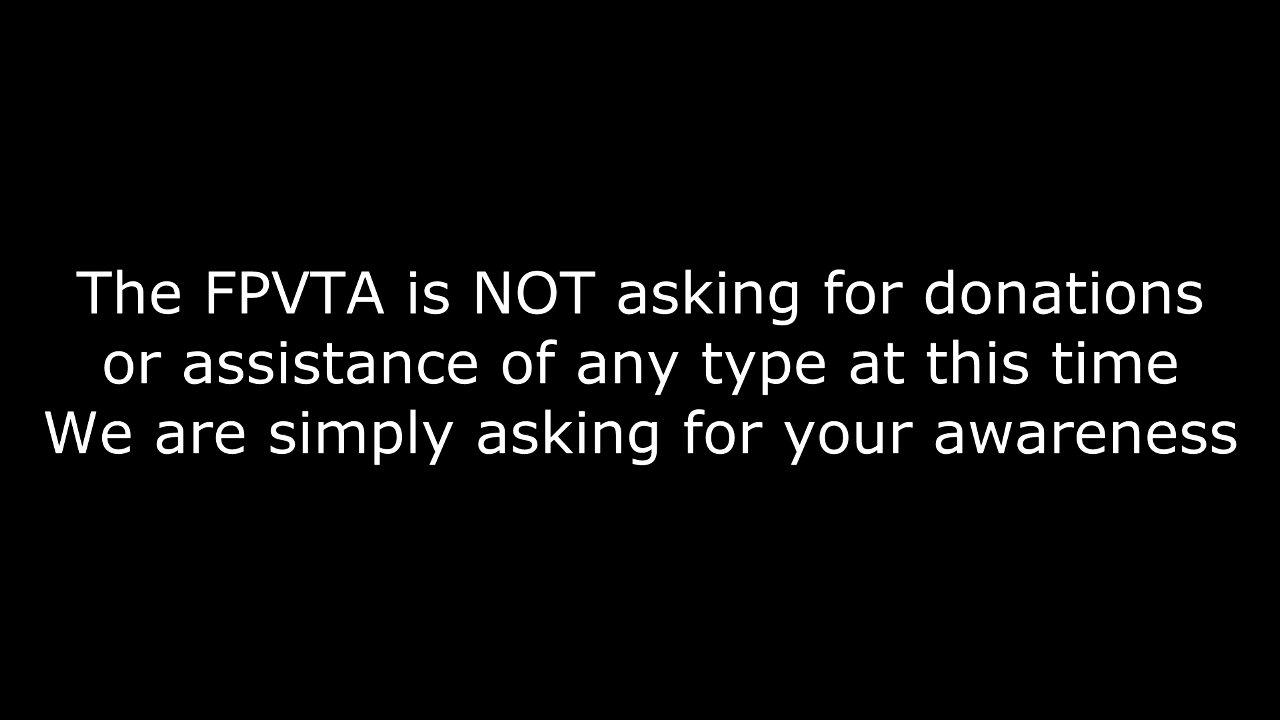 The FPVTA is NOT asking for donations
or assistance of any type at this time
We are simply asking for your awareness